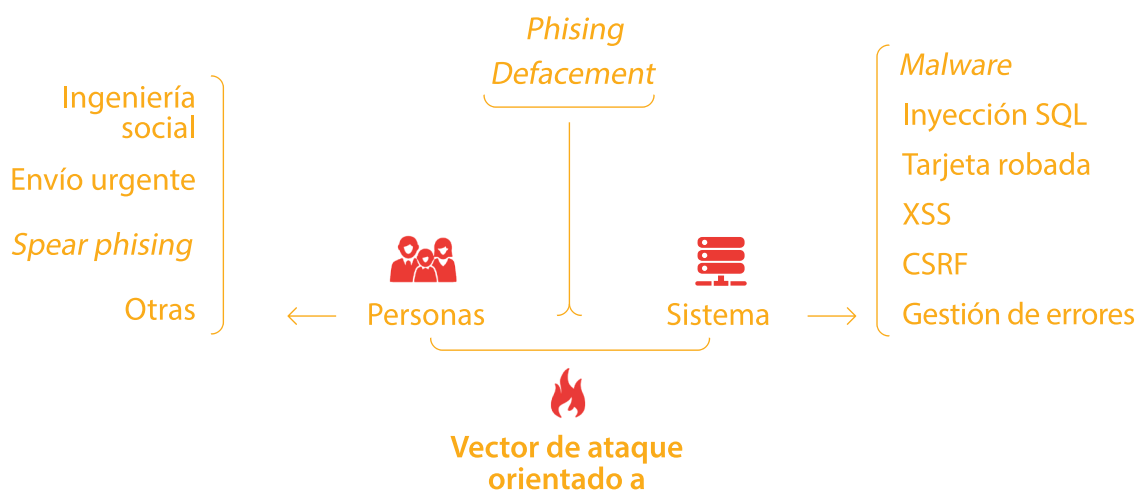 Phising
Defacement
Ingeniería
social
Envío urgente
Spear phising
Otras
Personas
Sistema
Malware
Inyección SQL
Tarjeta robada
XSS
CSRF
Gestión de errores
Vector de ataque
orientado a